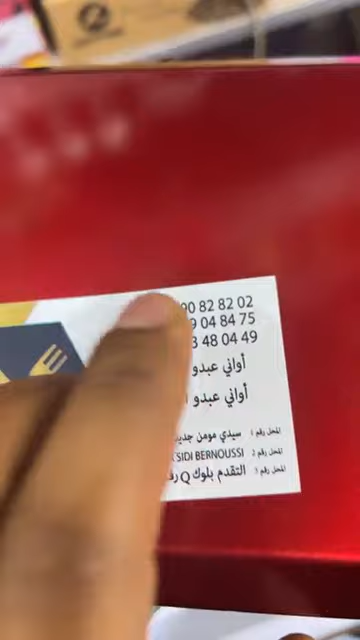 90 82 82 02
9 04 84 75
3 48 04 49
أواني عبدو
أواني عبدو
المحل رقم 1 سيدي مومن جديد
المحل رقم 2 SIDI BERNOUSSI
المحل رقم 3 التقدم بلوك Q رق